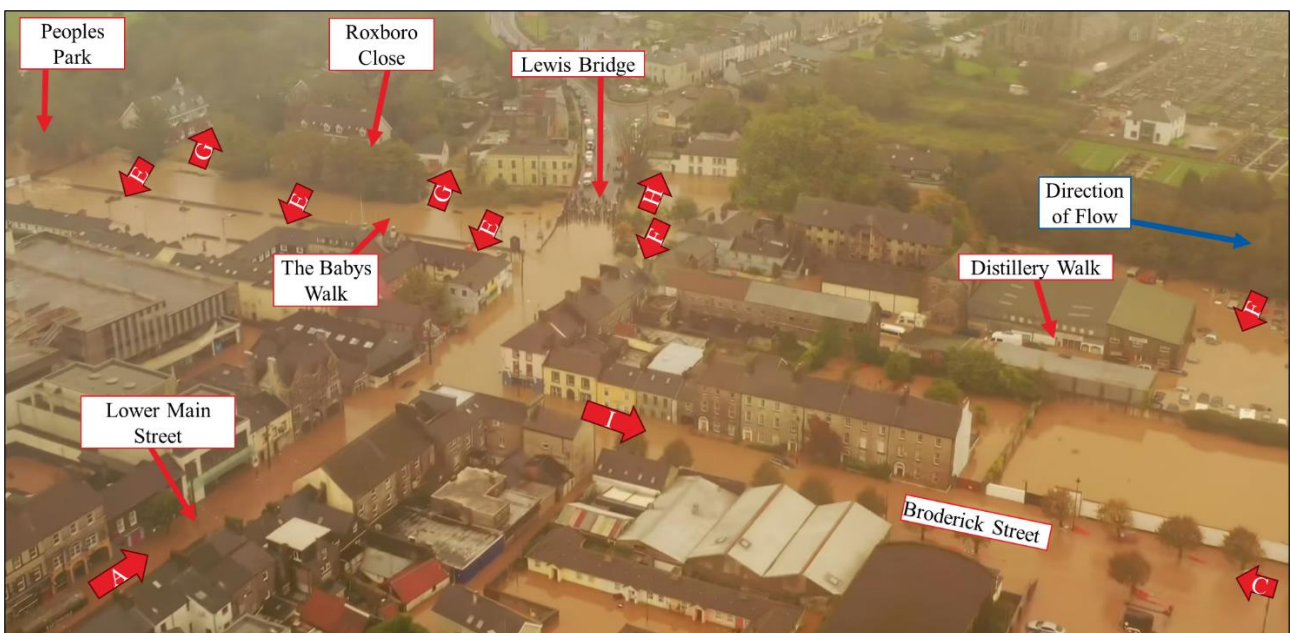 Peoples
Park
Roxboro
Close
Lewis Bridge
G
E
G
E
E
H
F
Direction
of Flow
The Babys
Walk
Distillery Walk
F
Lower Main
Street
I
Broderick Street
A
C